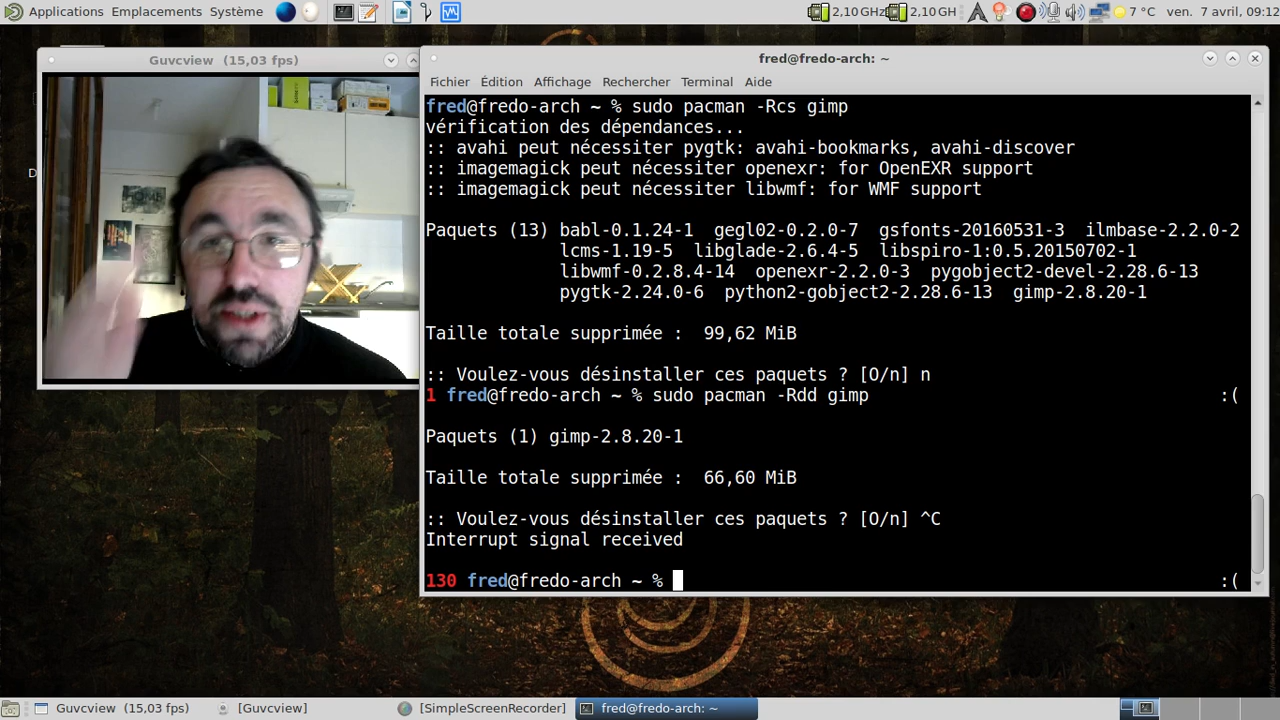 Applications Emplacements Système 2,10 GHz 2,10 GH 7 °C ven. 7 avril, 09:12
Guvcview (15,03 fps)
fred@fredo-arch: ~
Fichier Édition Affichage Rechercher Terminal Aide
fred@fredo-arch ~ % sudo pacman -Rcs gimp
vérification des dépendances...
:: avahi peut nécessiter pygtk: avahi-bookmarks, avahi-discover
:: imagemagick peut nécessiter openexr: for OpenEXR support
:: imagemagick peut nécessiter libwmf: for WMF support
Paquets (13) babl-0.1.24-1 gegl02-0.2.0-7 gsfonts-20160531-3 ilmbase-2.2.0-2
lcms-1.19-5 libglade-2.6.4-5 libspiro-1:0.5.20150702-1
libwmf-0.2.8.4-14 openexr-2.2.0-3 pygobject2-devel-2.28.6-13
pygtk-2.24.0-6 python2-gobject2-2.28.6-13 gimp-2.8.20-1
Taille totale supprimée : 99,62 MiB
:: Voulez-vous désinstaller ces paquets ? [O/n] n
1 fred@fredo-arch ~ % sudo pacman -Rdd gimp :(
Paquets (1) gimp-2.8.20-1
Taille totale supprimée : 66,60 MiB
:: Voulez-vous désinstaller ces paquets ? [O/n] ^C
Interrupt signal received
130 fred@fredo-arch ~ % :(
Guvcview (15,03 fps) [Guvcview] [SimpleScreenRecorder] fred@fredo-arch: ~